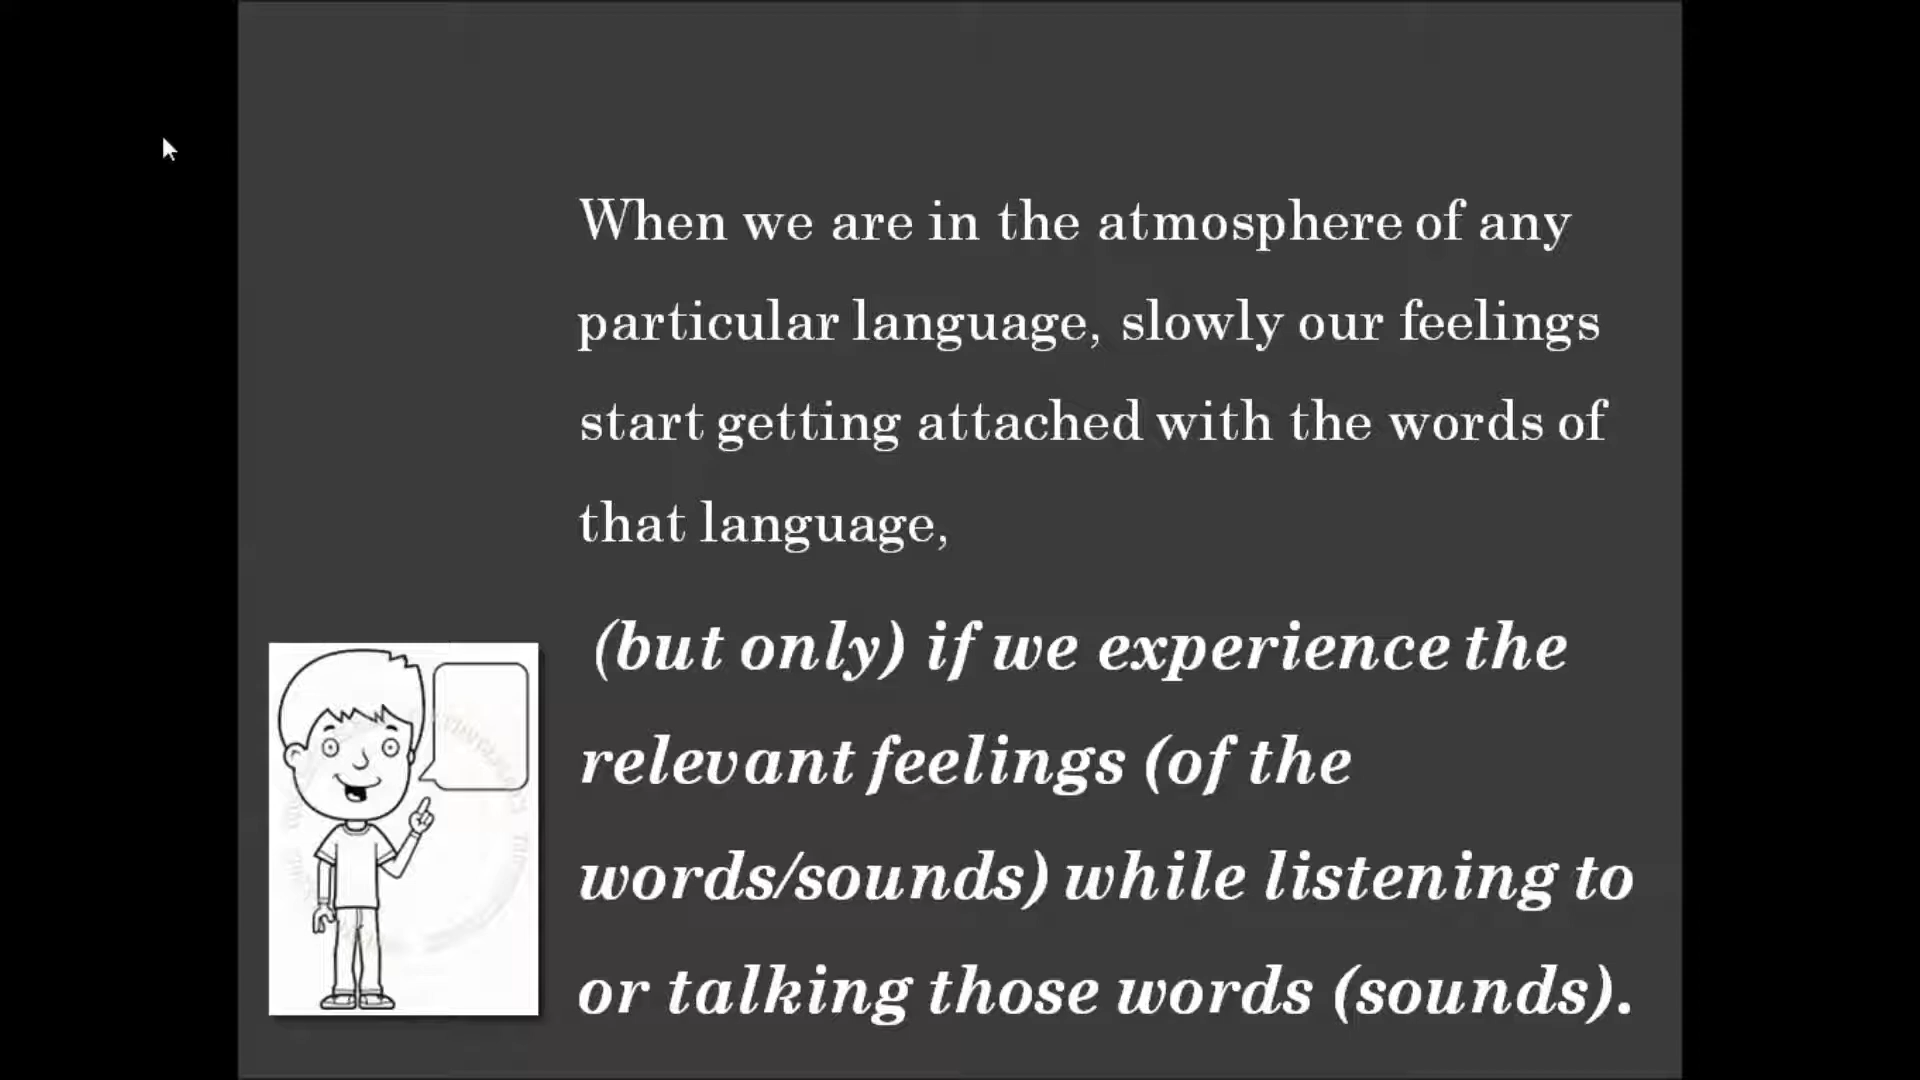 When we are in the atmosphere of any
particular language, slowly our feelings
start getting attached with the words of
that language,
(but only) if we experience the
relevant feelings (of the
words/sounds) while listening to
or talking those words (sounds).